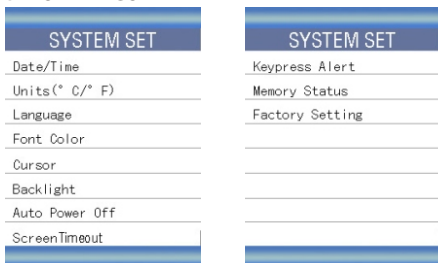 SYSTEM SET
Date/Time
Units(° C/° F)
Language
Font Color
Cursor
Backlight
Auto Power Off
ScreenTimeout
SYSTEM SET
Keypress Alert
Memory Status
Factory Setting